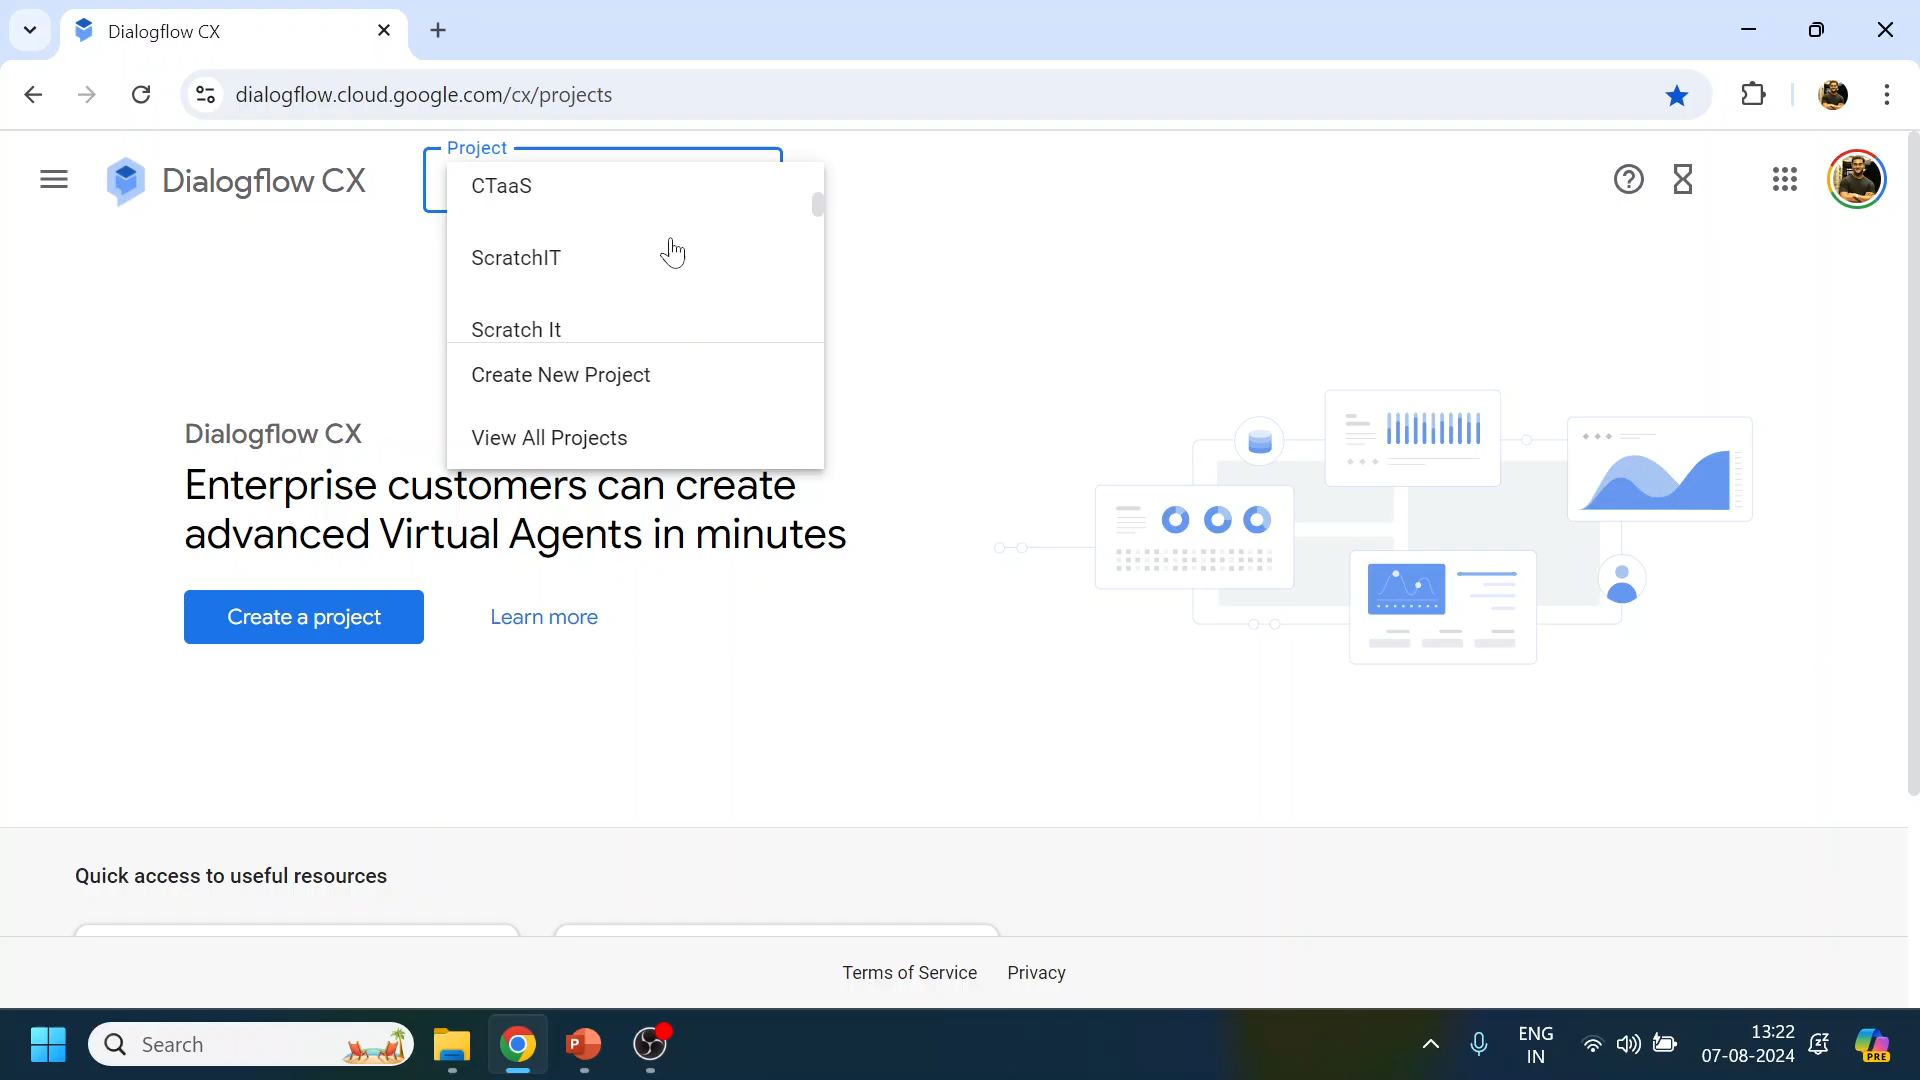 Dialogflow CX
dialogflow.cloud.google.com/cx/projects
Dialogflow CX
Project
CTaaS
ScratchIT
Scratch It
Create New Project
View All Projects
Dialogflow CX
Enterprise customers can create
advanced Virtual Agents in minutes
Create a project
Learn more
Quick access to useful resources
Terms of Service
Privacy
Search
P
ENG
IN
13:22
07-08-2024
PRE